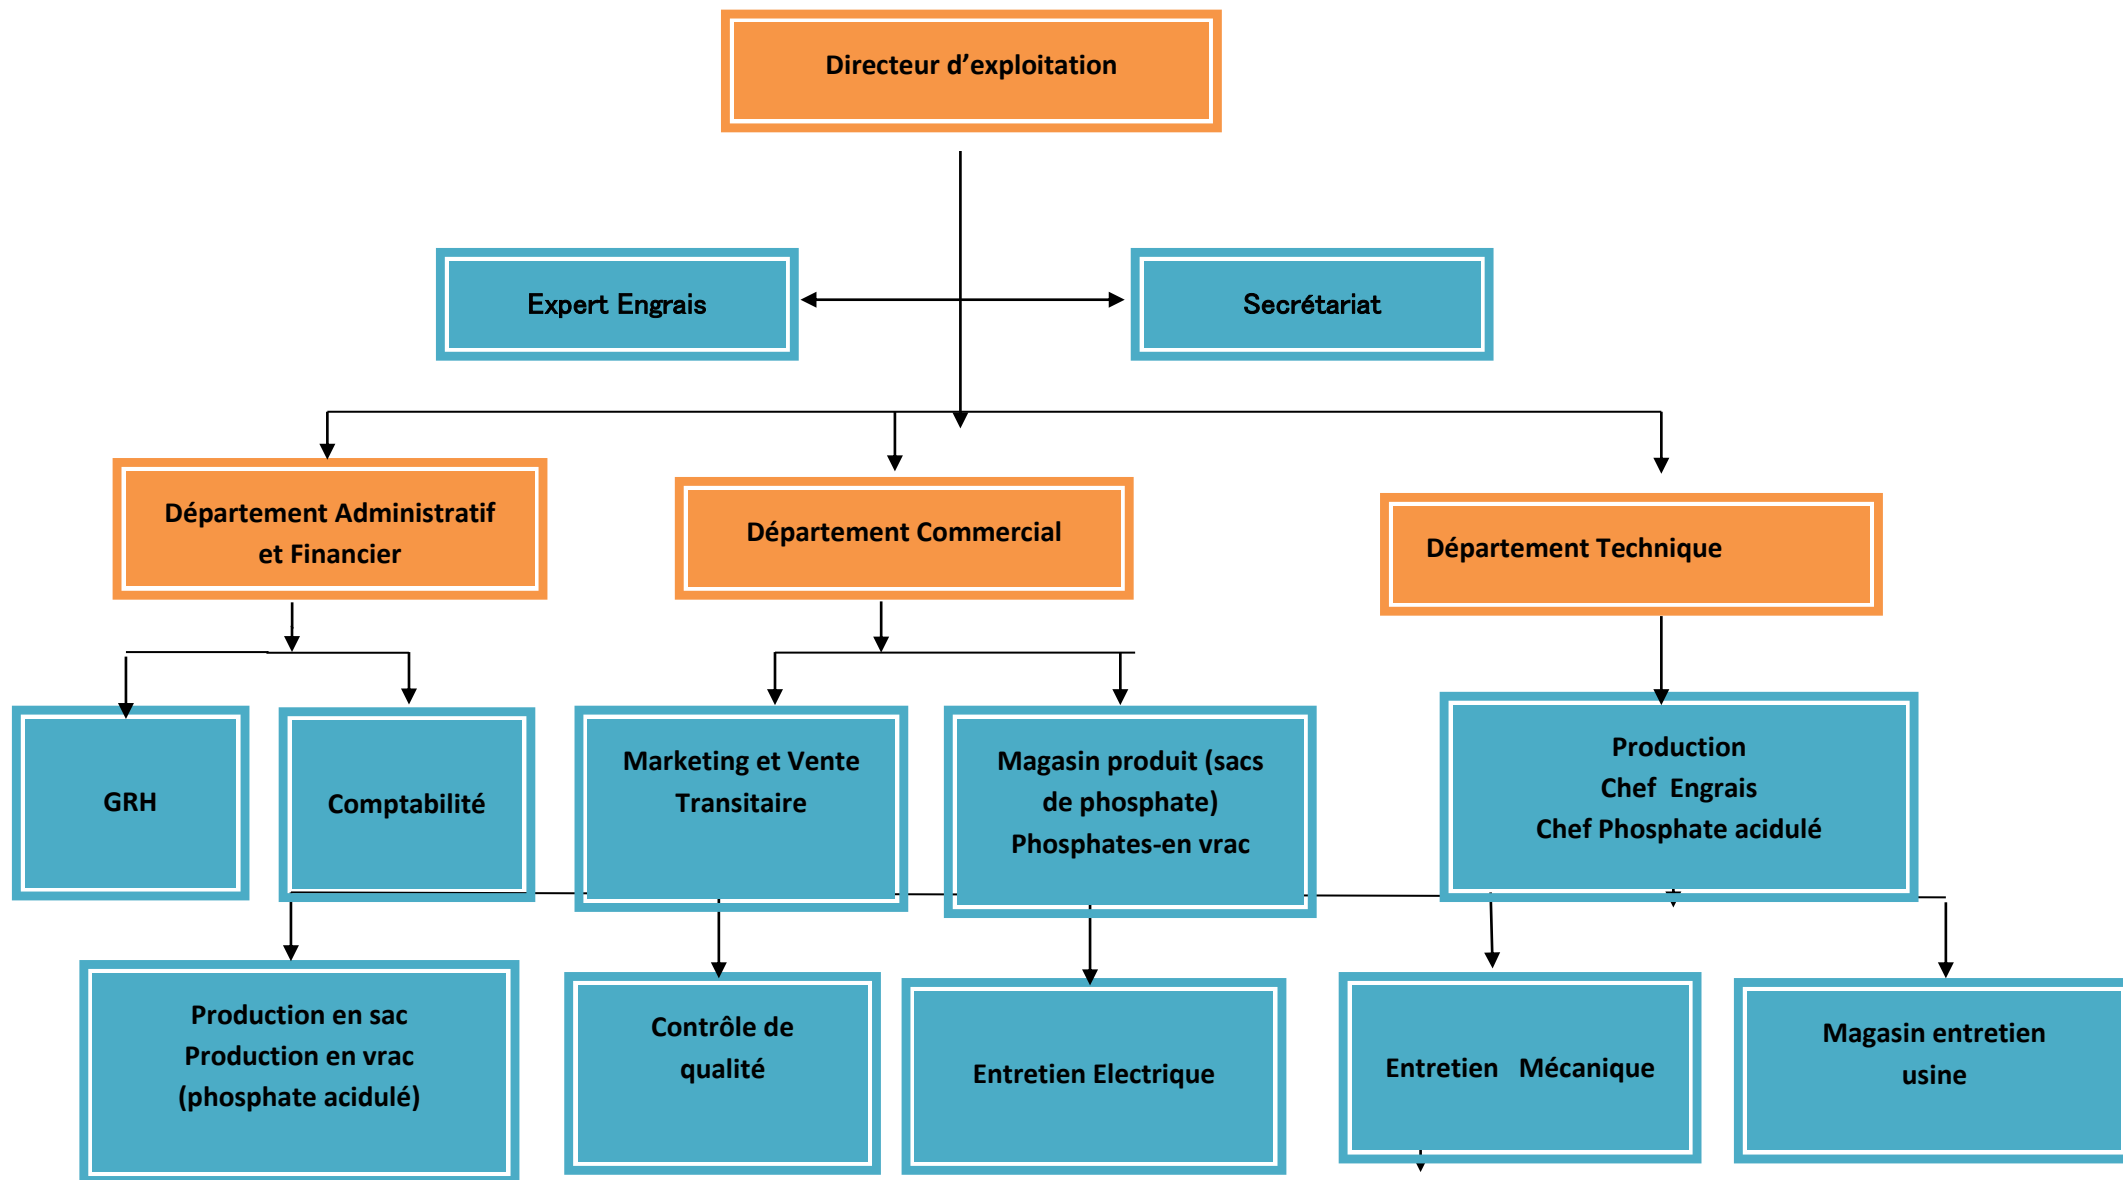 Directeur d’exploitation
Expert Engrais
Secrétariat
Département Administratif
et Financier
Département Commercial
Département Technique
GRH
Comptabilité
Marketing et Vente
Transitaire
Magasin produit (sacs
de phosphate)
Phosphates-en vrac
Production
Chef Engrais
Chef Phosphate acidulé
Production en sac
Production en vrac
(phosphate acidulé)
Contrôle de
qualité
Entretien Electrique
Entretien Mécanique
Magasin entretien
usine